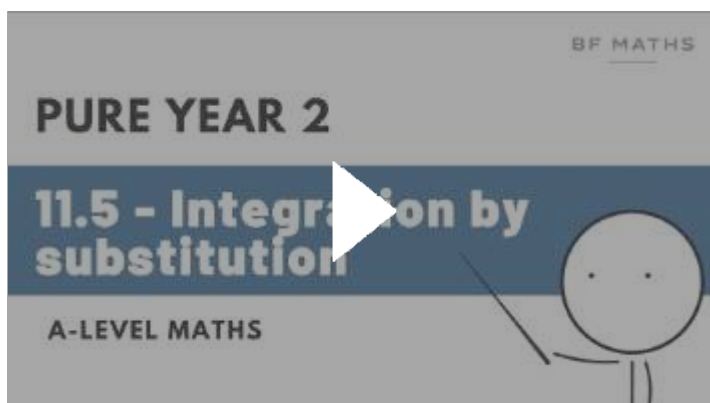 BF MATHS
PURE YEAR 2
11.5 - Integration by
substitution
A-LEVEL MATHS